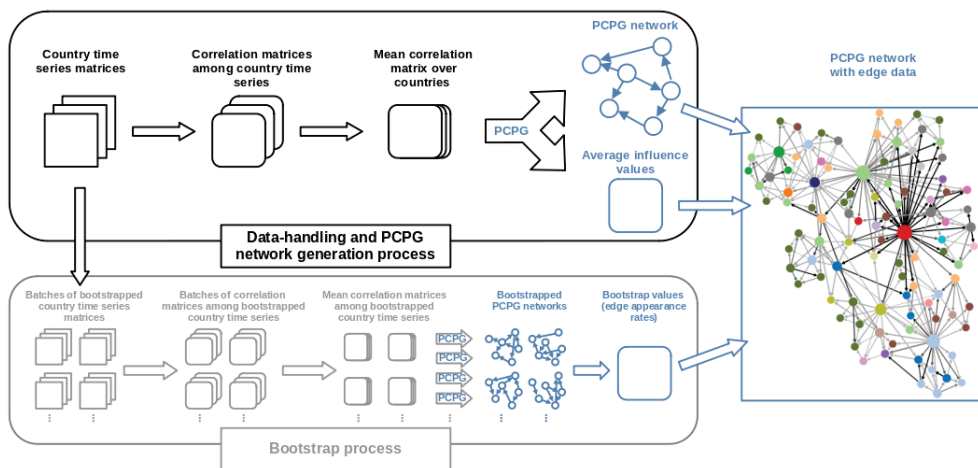 Country time
series matrices
Correlation matrices
among country time
series
Mean correlation
matrix over
countries
PCPG
PCPG network
Average influence
values
Data-handling and PCPG
network generation process
PCPG network
with edge data
Batches of bootstrapped
country time series
matrices
Batches of correlation
matrices among bootstrapped
country time series
Mean correlation matrices
among bootstrapped
country time series
PCPG
PCPG
PCPG
PCPG
Bootstrapped
PCPG networks
Bootstrap values
(edge appearance
rates)
Bootstrap process